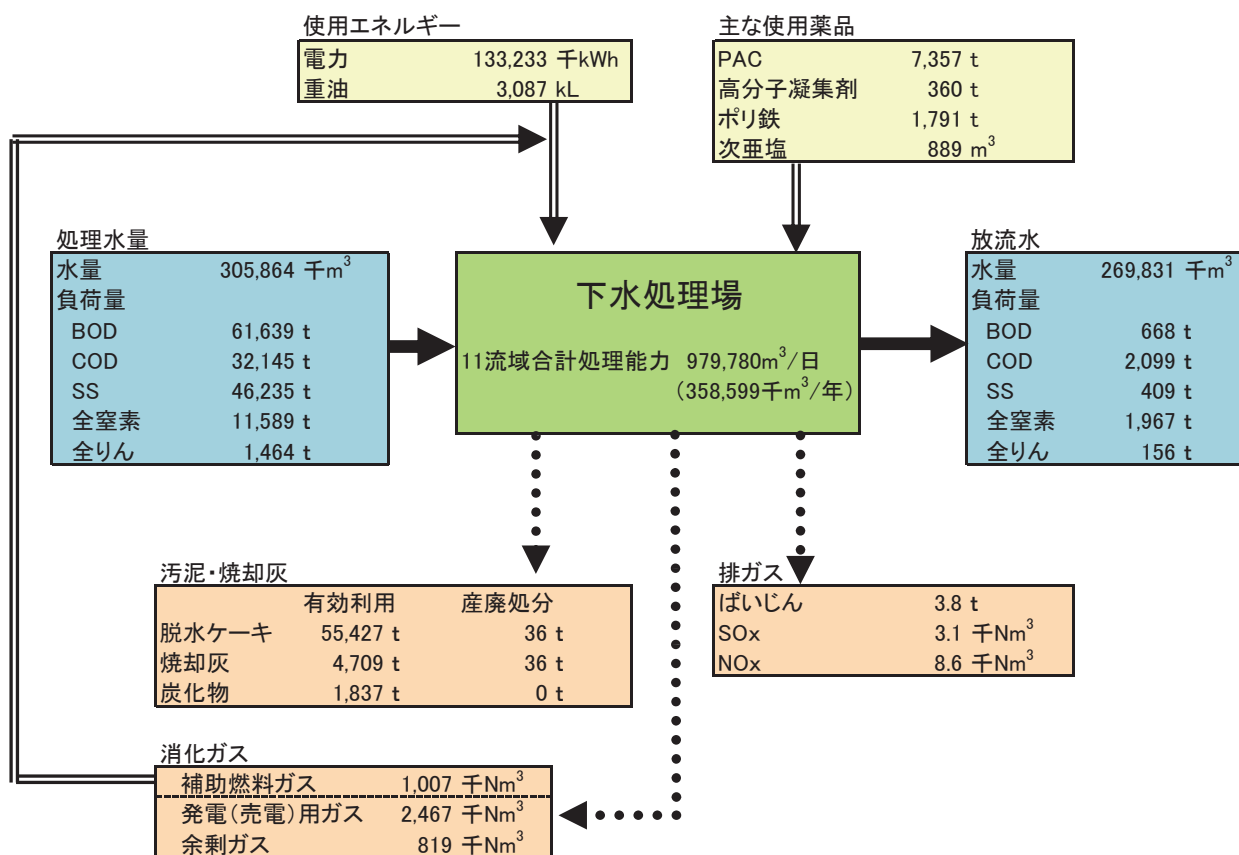 使用エネルギー
電力 133,233 千kWh
重油 3,087 kL
主な使用薬品
PAC 7,357 t
高分子凝集剤 360 t
ポリ鉄 1,791 t
次亜塩 889 m³
処理水量
水量 305,864 千m³
負荷量
BOD 61,639 t
COD 32,145 t
SS 46,235 t
全窒素 11,589 t
全りん 1,464 t
下水処理場
11流域合計処理能力 979,780m³/日
(358,599千m³/年)
放流水
水量 269,831 千m³
負荷量
BOD 668 t
COD 2,099 t
SS 409 t
全窒素 1,967 t
全りん 156 t
汚泥・焼却灰
有効利用 産廃処分
脱水ケーキ 55,427 t 36 t
焼却灰 4,709 t 36 t
炭化物 1,837 t 0 t
排ガス
ばいじん 3.8 t
SOx 3.1 千Nm³
NOx 8.6 千Nm³
消化ガス
補助燃料ガス 1,007 千Nm³
発電(売電)用ガス 2,467 千Nm³
余剰ガス 819 千Nm³